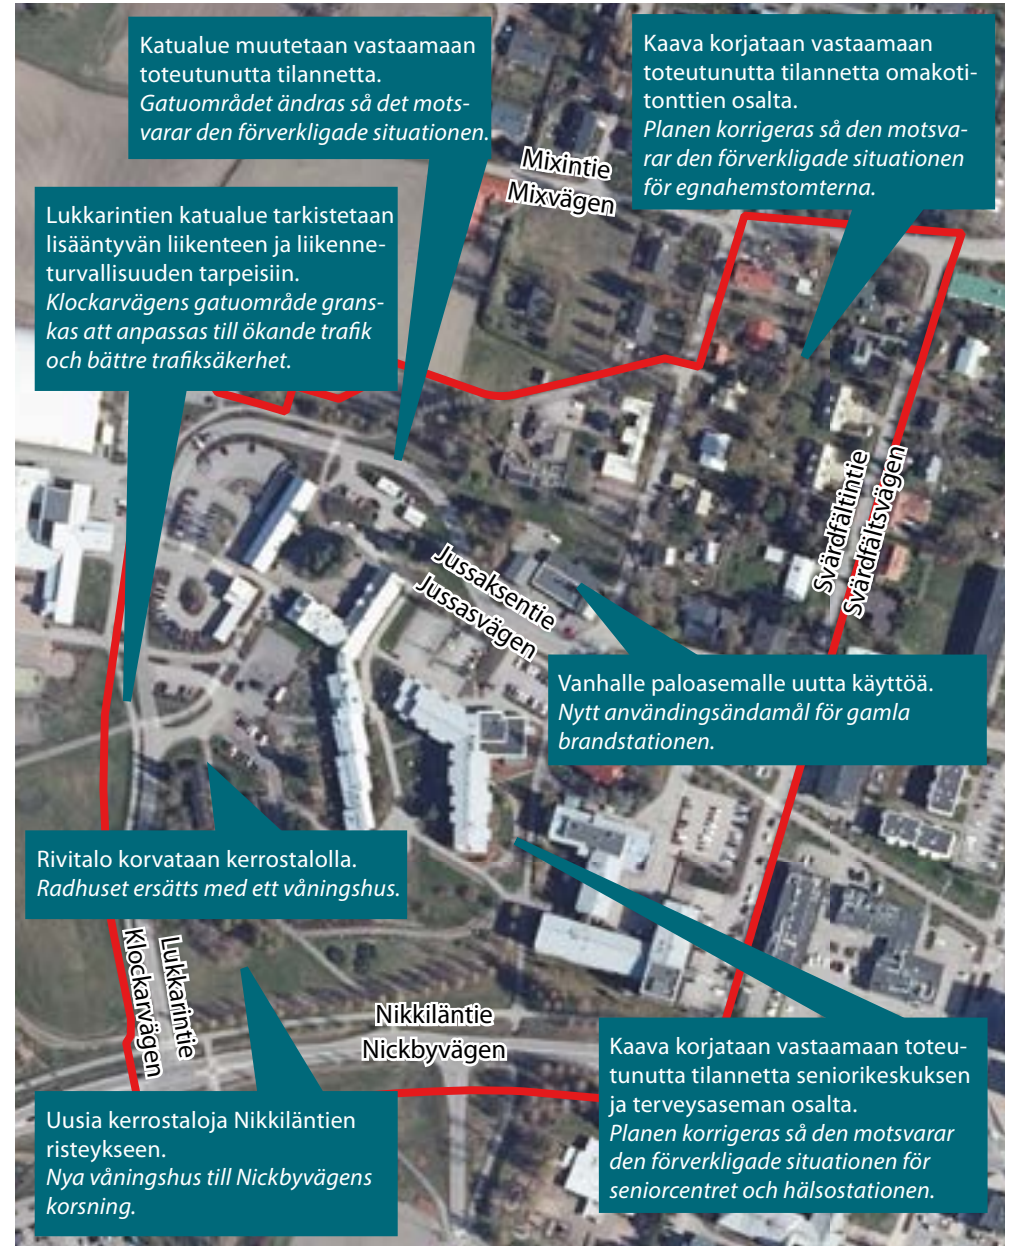 Katualue muutetaan vastaamaan
toteutunutta tilannetta.
Gatuområdet ändras så det mots-
varar den förverkligade situationen.
Kaava korjataan vastaamaan
toteutunutta tilannetta omakoti-
tonttien osalta.
Planen korrigeras så den motsva-
rar den förverkligade situationen
för egnahemstomterna.
Mixintie
Mixvägen
Lukkarintien katualue tarkistetaan
lisääntyvän liikenteen ja liikenne-
turvallisuuden tarpeisiin.
Klockarvägens gatuområde grans-
kas att anpassas till ökande trafik
och bättre trafiksäkerhet.
Svärdfältintie
Svärdfältsvägen
Jussaksentie
Jussasvägen
Vanhalle paloasemalle uutta käyttöä.
Nytt användingsändamål för gamla
brandstationen.
Rivitalo korvataan kerrostalolla.
Radhuset ersätts med ett våningshus.
Lukkarintie
Klockarvägen
Nikkiläntie
Nickbyvägen
Kaava korjataan vastaamaan toteu-
tunutta tilannetta seniorikeskuksen
ja terveysaseman osalta.
Planen korrigeras så den motsvarar
den förverkligade situationen för
seniorcentret och hälsostationen.
Uusia kerrostaloja Nikkiläntien
risteykseen.
Nya våningshus till Nickbyvägens
korsning.